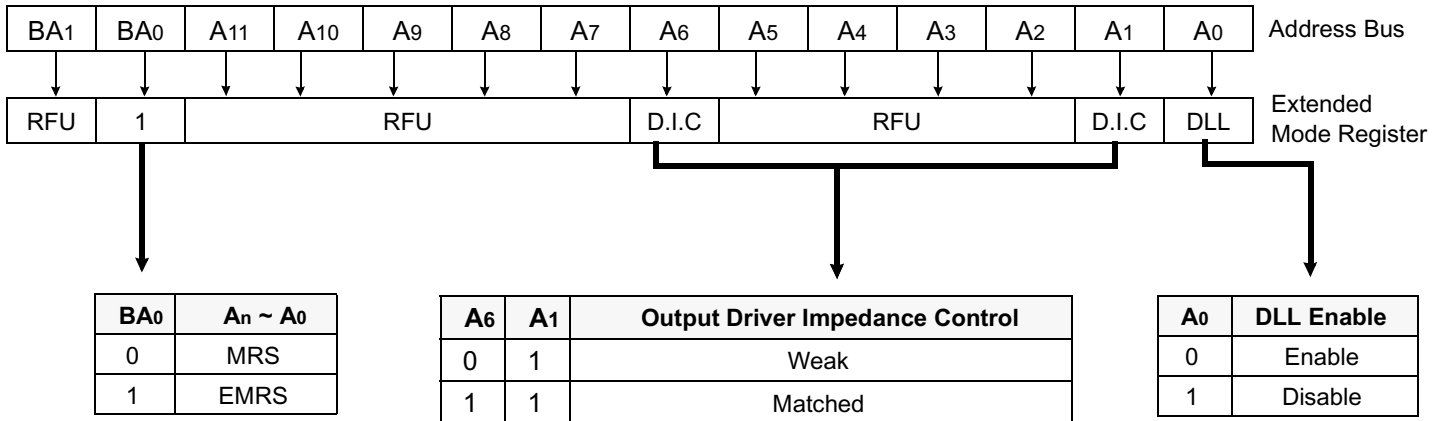 BA1 BA0 A11 A10 A9 A8 A7 A6 A5 A4 A3 A2 A1 A0 Address Bus
RFU 1 RFU D.I.C RFU D.I.C DLL Extended
Mode Register
BA0 An ~ A0
0 MRS
1 EMRS
A6 A1 Output Driver Impedance Control
0 1 Weak
1 1 Matched
A0 DLL Enable
0 Enable
1 Disable